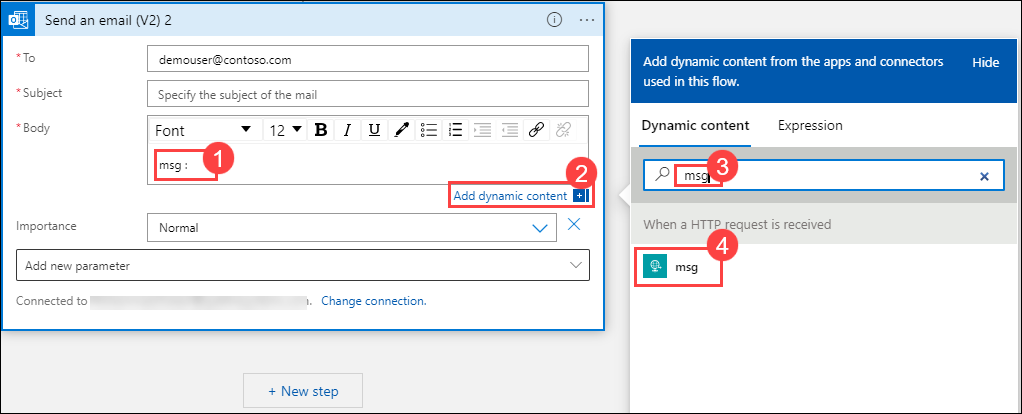 Send an email (V2) 2
* To
demouser@contoso.com
* Subject
Specify the subject of the mail
* Body
Font 12 B I U
msg :
1
Add dynamic content
2
Importance
Normal
Add new parameter
Connected to
Change connection.
+ New step
Add dynamic content from the apps and connectors
used in this flow.
Hide
Dynamic content Expression
msg
3
When a HTTP request is received
msg
4